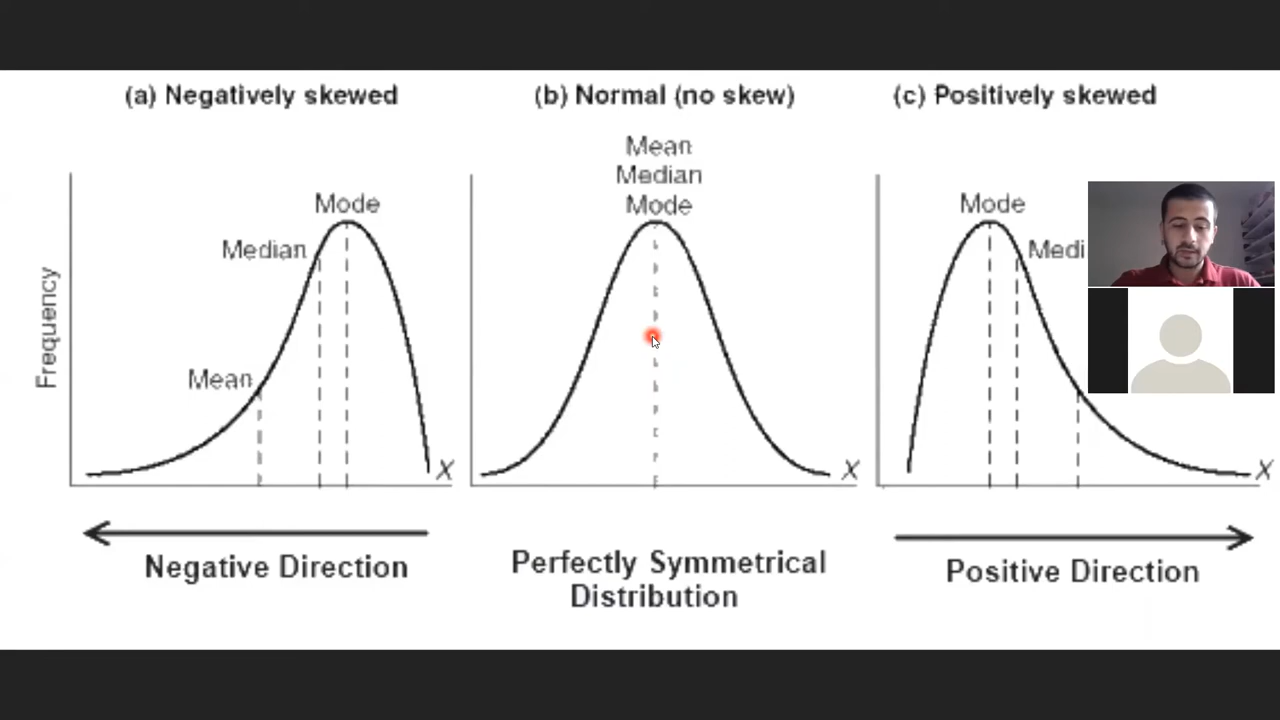 (a) Negatively skewed
(b) Normal (no skew)
(c) Positively skewed
Mean
Median
Mode
Mode
Median
Mean
Frequency
X
X
Mode
Medi
X
Negative Direction
Perfectly Symmetrical
Distribution
Positive Direction